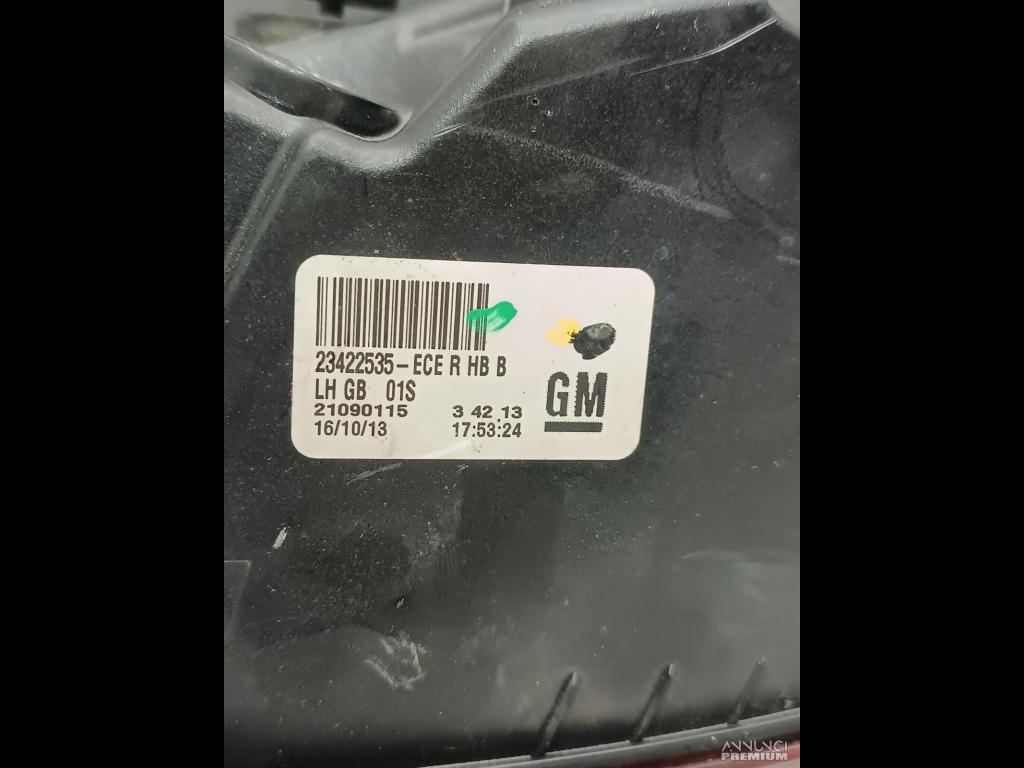 23422535-ECE R HB B
LH GB 01S
21090115 3 42 13
16/10/13 17:53:24
GM
ANNUNCI
PREMIUM